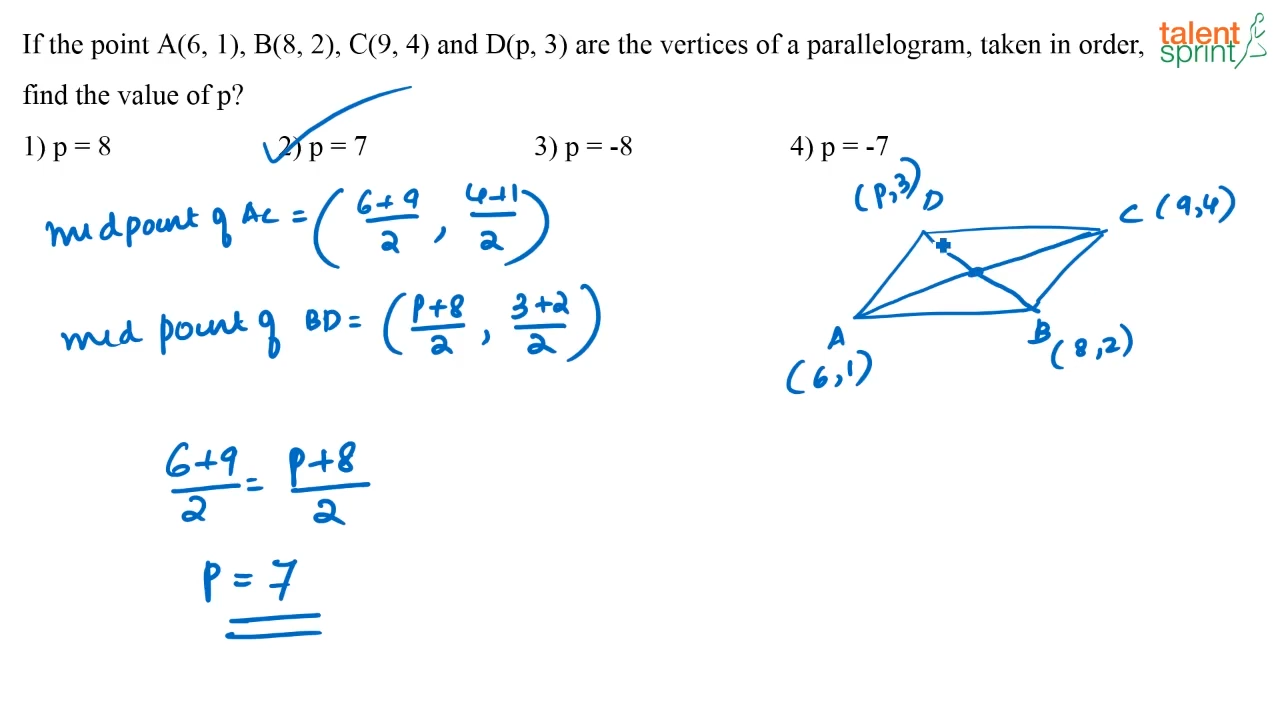 If the point A(6, 1), B(8, 2), C(9, 4) and D(p, 3) are the vertices of a parallelogram, taken in order,
find the value of p?
talent
sprint
1) p = 8 2) p = 7 3) p = -8 4) p = -7
midpoint of AC = (6+9/2, 4+1/2)
mid point of BD = (p+8/2, 3+2/2)
6+9/2 = p+8/2
p = 7
(p,3) D
C (9,4)
A
(6,1)
B
(8,2)